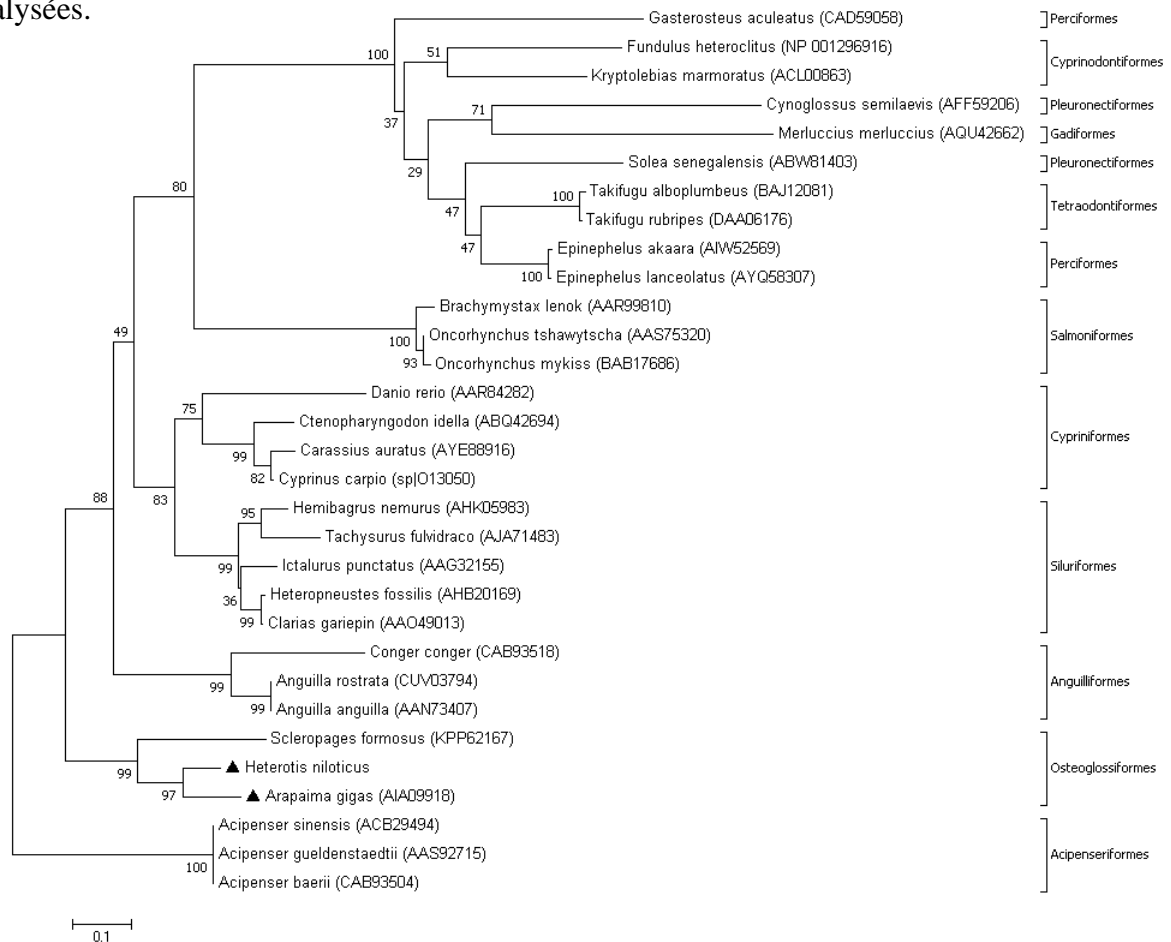 alysées.
Gasterosteus aculeatus (CAD59058)
Perciformes
100
Fundulus heteroclitus (NP 001296916)
51
Cyprinodontiformes
Kryptolebias marmoratus (ACL00863)
Cynoglossus semilaevis (AFF59206)
Pleuronectiformes
71
37
Merluccius merluccius (AQU42662)
Gadiformes
Solea senegalensis (ABW81403)
Pleuronectiformes
29
80
Takifugu alboplumbeus (BAJ12081)
100
Tetraodontiformes
47
Takifugu rubripes (DAA06176)
47
Epinephelus akaara (AIW52569)
Perciformes
100
Epinephelus lanceolatus (AYQ58307)
Brachymystax lenok (AAR99810)
49
Oncorhynchus tshawytscha (AAS75320)
Salmoniformes
100
93
Oncorhynchus mykiss (BAB17686)
Danio rerio (AAR84282)
75
Ctenopharyngodon idella (ABQ42694)
Cypriniformes
99
Carassius auratus (AYE88916)
82
Cyprinus carpio (sp|O13050)
88
83
Hemibagrus nemurus (AHK05983)
95
Tachysurus fulvidraco (AJA71483)
99
Ictalurus punctatus (AAG32155)
Siluriformes
36
Heteropneustes fossilis (AHB20169)
99
Clarias gariepin (AAO49013)
Conger conger (CAB93518)
99
Anguilla rostrata (CUV03794)
Anguilliformes
99
Anguilla anguilla (AAN73407)
Scleropages formosus (KPP62167)
99
Heterotis niloticus
Osteoglossiformes
97
Arapaima gigas (AIA09918)
Acipenser sinensis (ACB29494)
Acipenser gueldenstaedtii (AAS92715)
Acipenseriformes
100
Acipenser baerii (CAB93504)
0.1